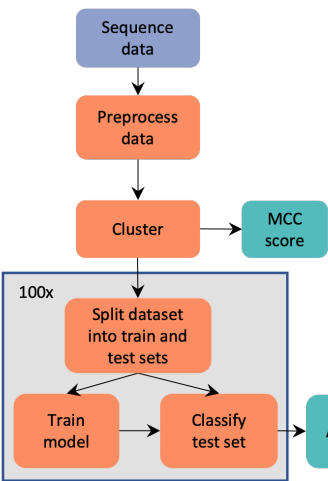 Sequence
data
Preprocess
data
Cluster
MCC
score
100x
Split dataset
into train and
test sets
Train
model
Classify
test set